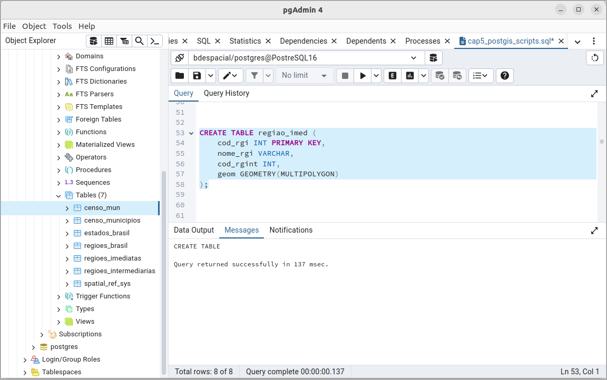 pgAdmin 4
File Object Tools Help
Object Explorer
ies SQL Statistics Dependencies Dependents Processes cap5_postgis_scripts.sql*
bdespacial/postgres@PostreSQL16
No limit
Query Query History
Domains
FTS Configurations
FTS Dictionaries
FTS Parsers
FTS Templates
Foreign Tables
Functions
Materialized Views
Operators
Procedures
Sequences
Tables (7)
censo_mun
censo_municipios
estados_brasil
regioes_brasil
regioes_imediatas
regioes_intermediarias
spatial_ref_sys
Trigger Functions
Types
Views
Subscriptions
postgres
Login/Group Roles
Tablespaces
51
52
53 CREATE TABLE regiao_imed (
54 cod_rgi INT PRIMARY KEY,
55 nome_rgi VARCHAR,
56 cod_rgint INT,
57 geom GEOMETRY(MULTIPOLYGON)
58 );
59
60
61
Data Output Messages Notifications
CREATE TABLE
Query returned successfully in 137 msec.
Total rows: 8 of 8 Query complete 00:00:00.137 Ln 53, Col 1